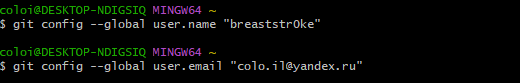 coloi@DESKTOP-NDIGSIQ MINGW64 ~
$ git config --global user.name "breaststr0ke"
coloi@DESKTOP-NDIGSIQ MINGW64 ~
$ git config --global user.email "colo.il@yandex.ru"